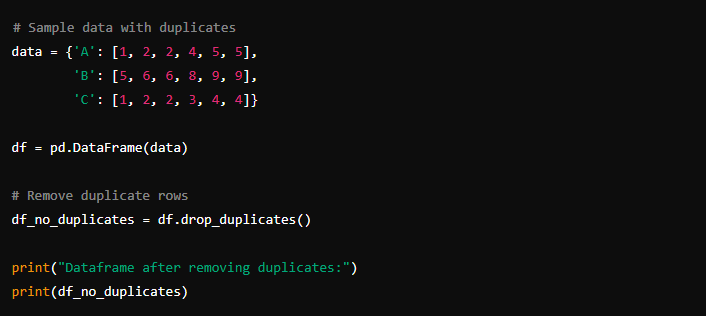 # Sample data with duplicates
data = {'A': [1, 2, 2, 4, 5, 5],
        'B': [5, 6, 6, 8, 9, 9],
        'C': [1, 2, 2, 3, 4, 4]}
df = pd.DataFrame(data)
# Remove duplicate rows
df_no_duplicates = df.drop_duplicates()
print("Dataframe after removing duplicates:")
print(df_no_duplicates)